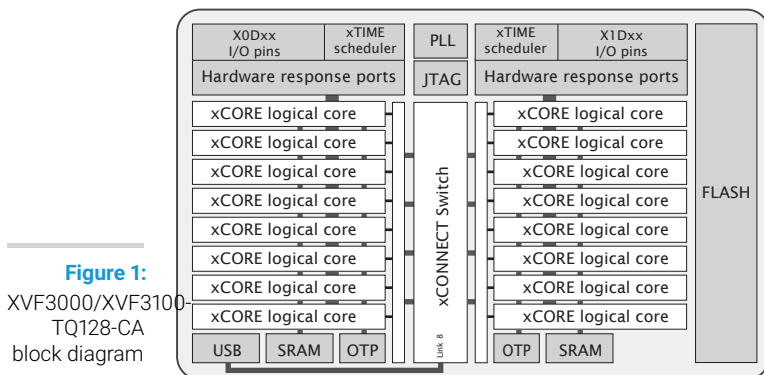 X0Dxx
I/O pins
xTIME
scheduler
PLL
xTIME
scheduler
X1Dxx
I/O pins
Hardware response ports
JTAG
Hardware response ports
FLASH
xCORE logical core
xCORE logical core
xCORE logical core
xCORE logical core
xCORE logical core
xCORE logical core
xCORE logical core
xCORE logical core
xCONNECT Switch
Link 8
xCORE logical core
xCORE logical core
xCORE logical core
xCORE logical core
xCORE logical core
xCORE logical core
xCORE logical core
xCORE logical core
USB
SRAM
OTP
OTP
SRAM
Figure 1:
XVF3000/XVF3100-
TQ128-CA
block diagram